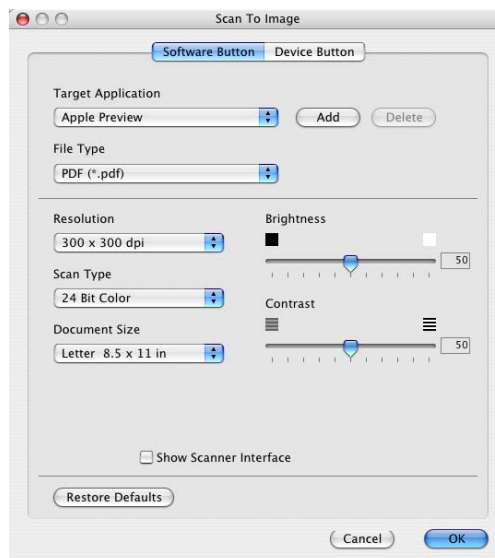 Scan To Image
Software Button Device Button
Target Application
Apple Preview Add Delete
File Type
PDF (*.pdf)
Resolution Brightness
300 x 300 dpi 50
Scan Type
24 Bit Color Contrast
Document Size
Letter 8.5 x 11 in 50
Show Scanner Interface
Restore Defaults
Cancel OK